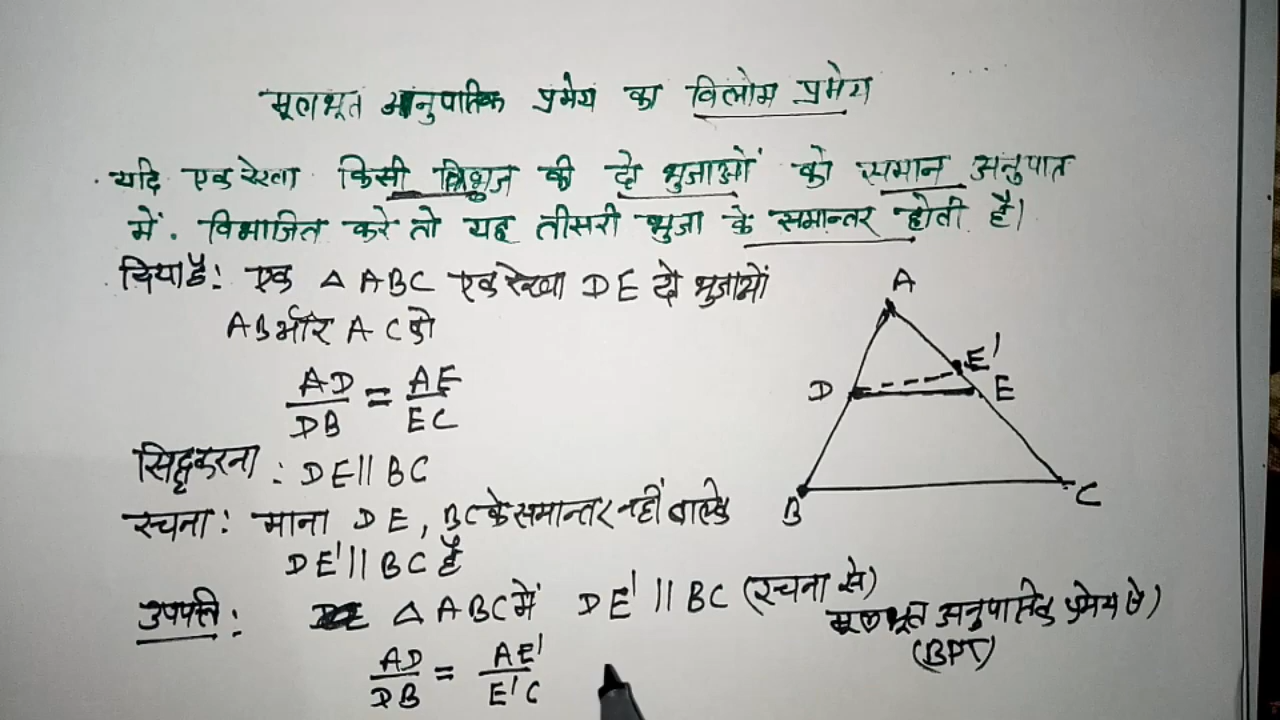 मूलभूत आनुपातिक प्रमेय का विलोम प्रमेय
यदि एक रेखा किसी त्रिभुज की दो भुजाओं को समान अनुपात
में. विभाजित करे तो यह तीसरी भुजा के समान्तर होती है।
दिया है: एक △ ABC एक रेखा DE दो भुजाओं
AB और AC को
AD/DB = AE/EC
सिद्ध करना : DE || BC
रचना: माना DE, BC के समान्तर नहीं बल्के
DE' || BC है
उपपत्ति: △ ABC में DE' || BC (रचना से)
मूलभूत अनुपातिक प्रमेय से)
(BPT)
AD/DB = AE'/E'C
A
E'
D
E
B
C